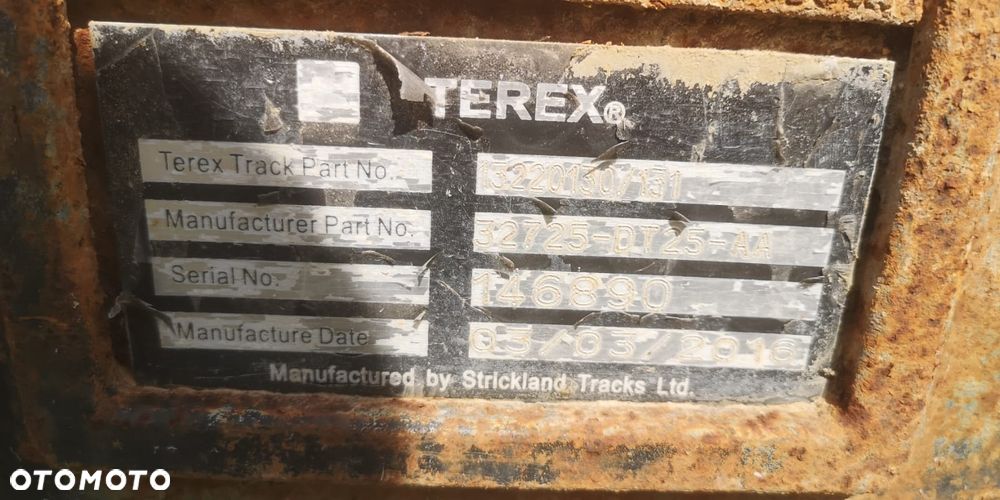 TEREX®
Terex Track Part No. 13220130/131
Manufacturer Part No. 32725-DT25-AA
Serial No. 146890
Manufacture Date 03/03/2016
Manufactured by Strickland Tracks Ltd.
OTOMOTO